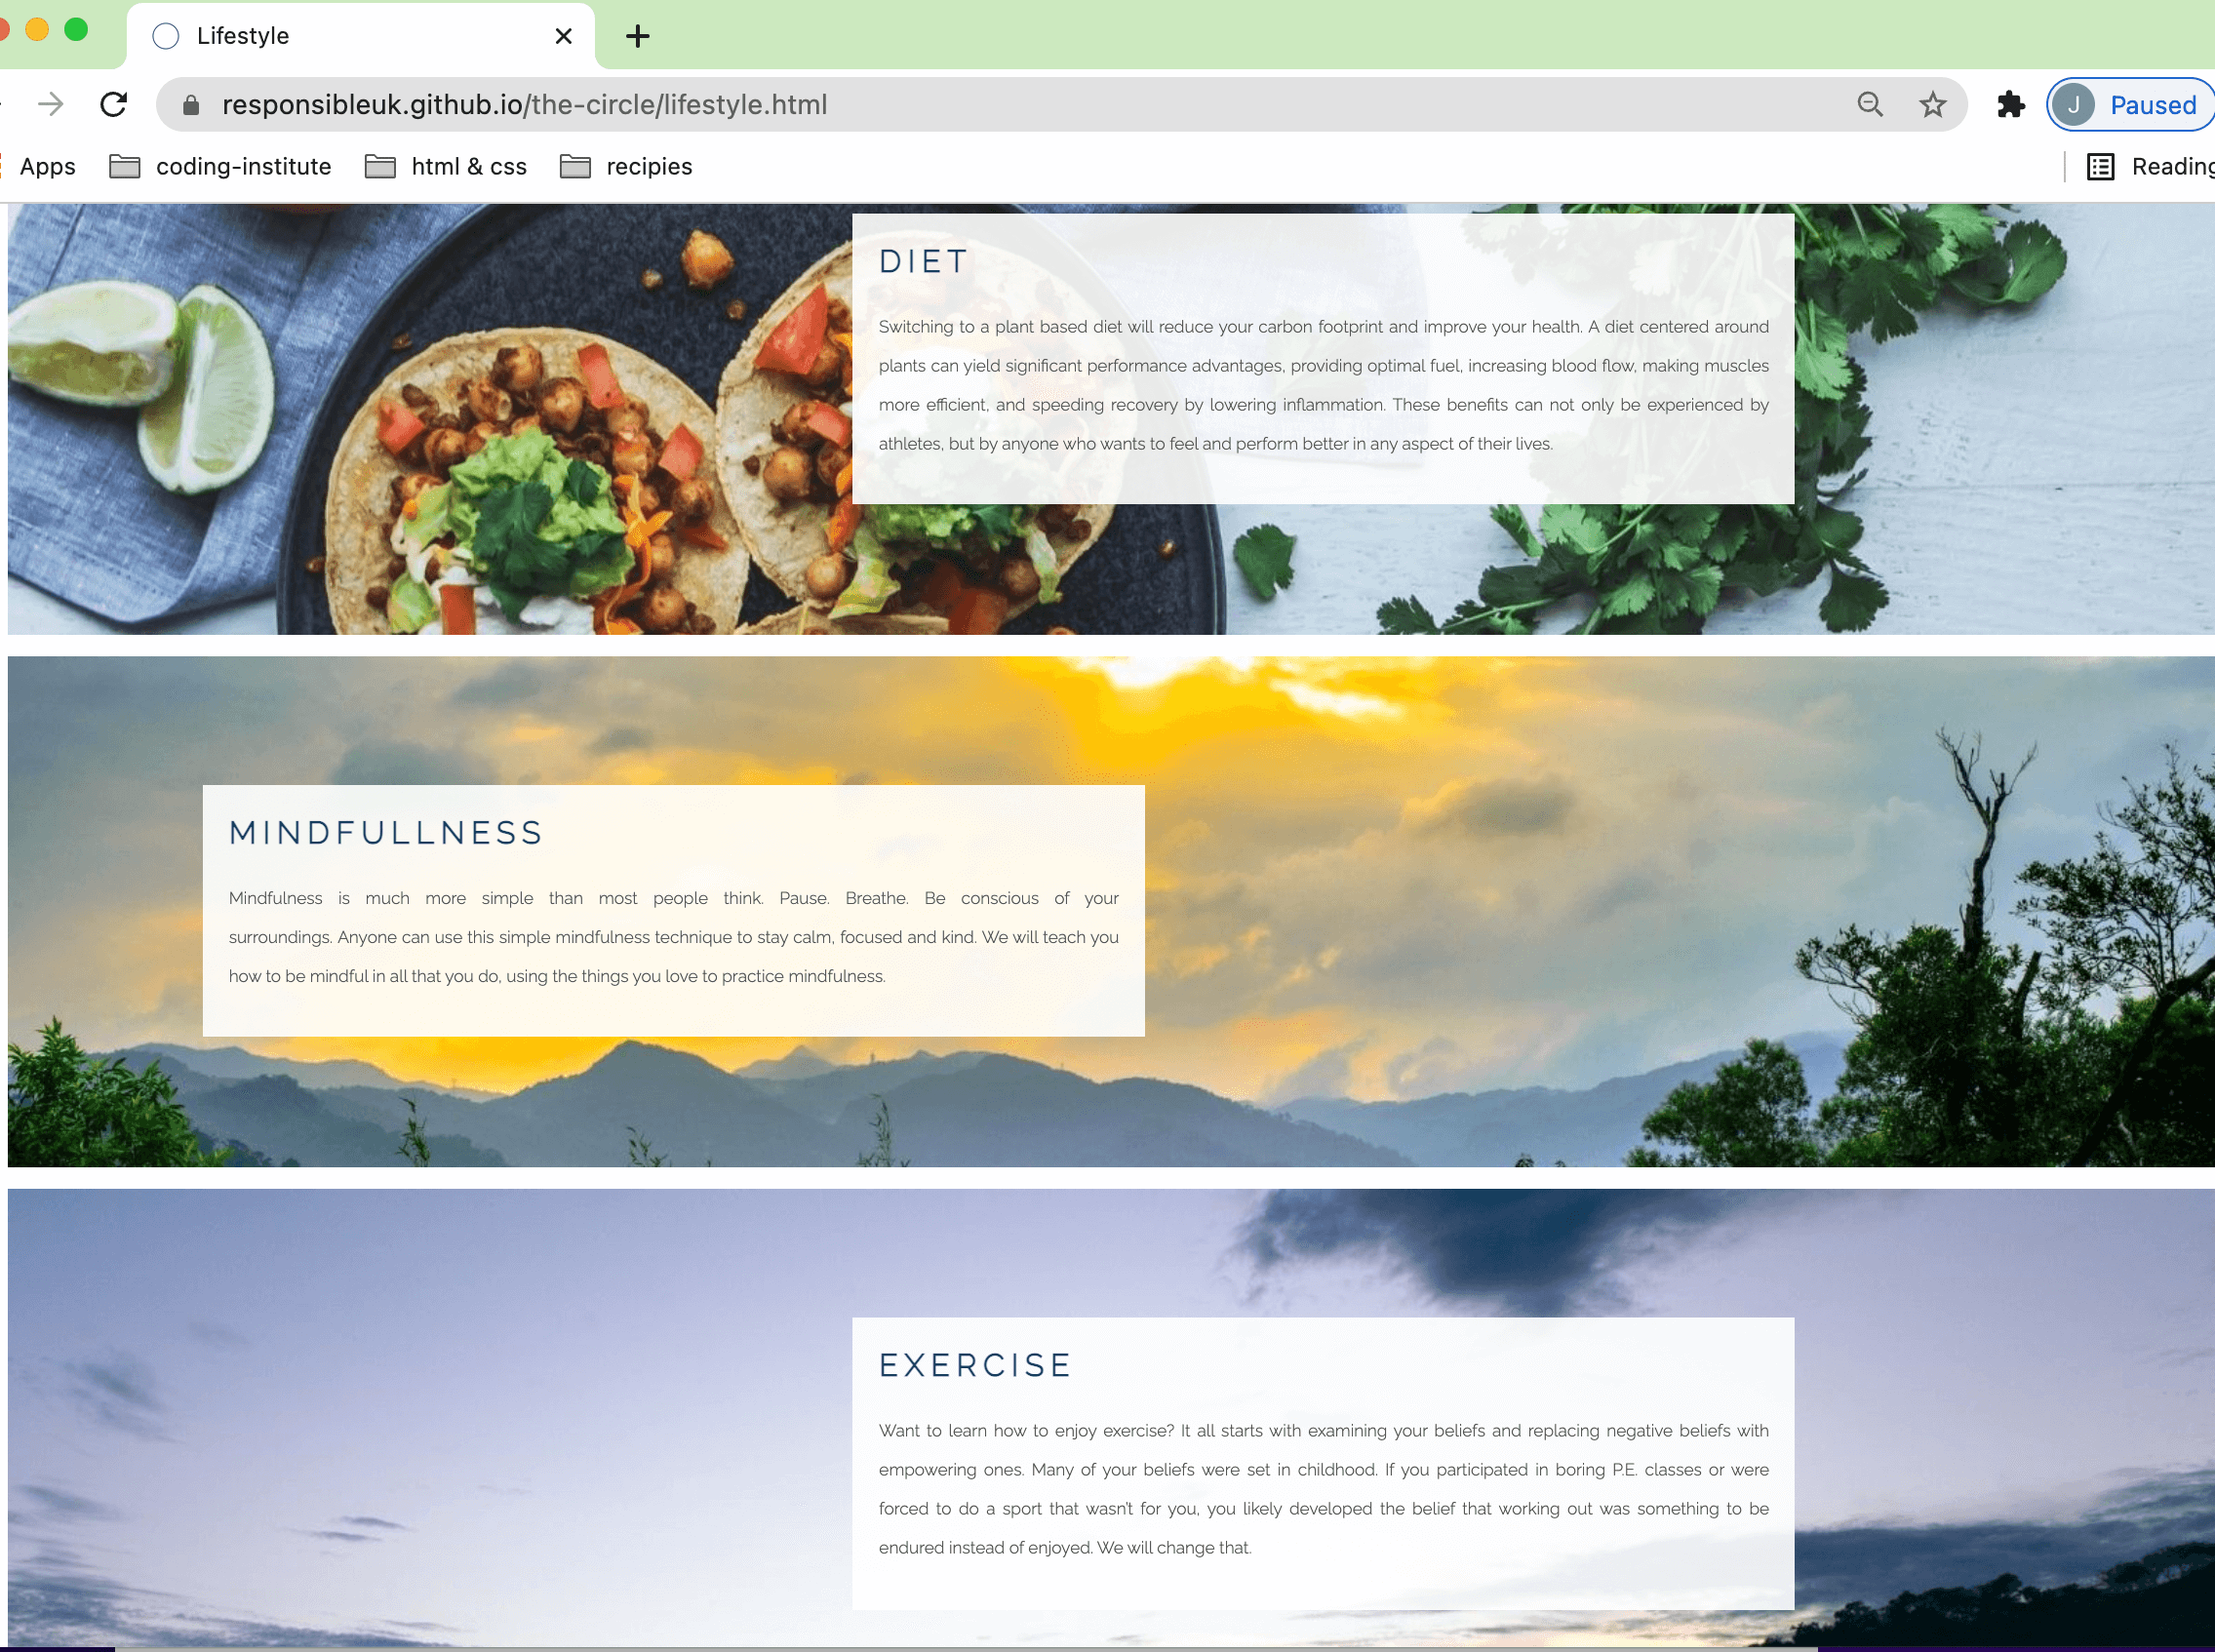 Lifestyle
responsibleuk.github.io/the-circle/lifestyle.html
J Paused
Apps coding-institute html & css recipies Reading
DIET
Switching to a plant based diet will reduce your carbon footprint and improve your health. A diet centered around
plants can yield significant performance advantages, providing optimal fuel, increasing blood flow, making muscles
more efficient, and speeding recovery by lowering inflammation. These benefits can not only be experienced by
athletes, but by anyone who wants to feel and perform better in any aspect of their lives.
MINDFULLNESS
Mindfulness is much more simple than most people think. Pause. Breathe. Be conscious of your
surroundings. Anyone can use this simple mindfulness technique to stay calm, focused and kind. We will teach you
how to be mindful in all that you do, using the things you love to practice mindfulness.
EXERCISE
Want to learn how to enjoy exercise? It all starts with examining your beliefs and replacing negative beliefs with
empowering ones. Many of your beliefs were set in childhood. If you participated in boring P.E. classes or were
forced to do a sport that wasn't for you, you likely developed the belief that working out was something to be
endured instead of enjoyed. We will change that.